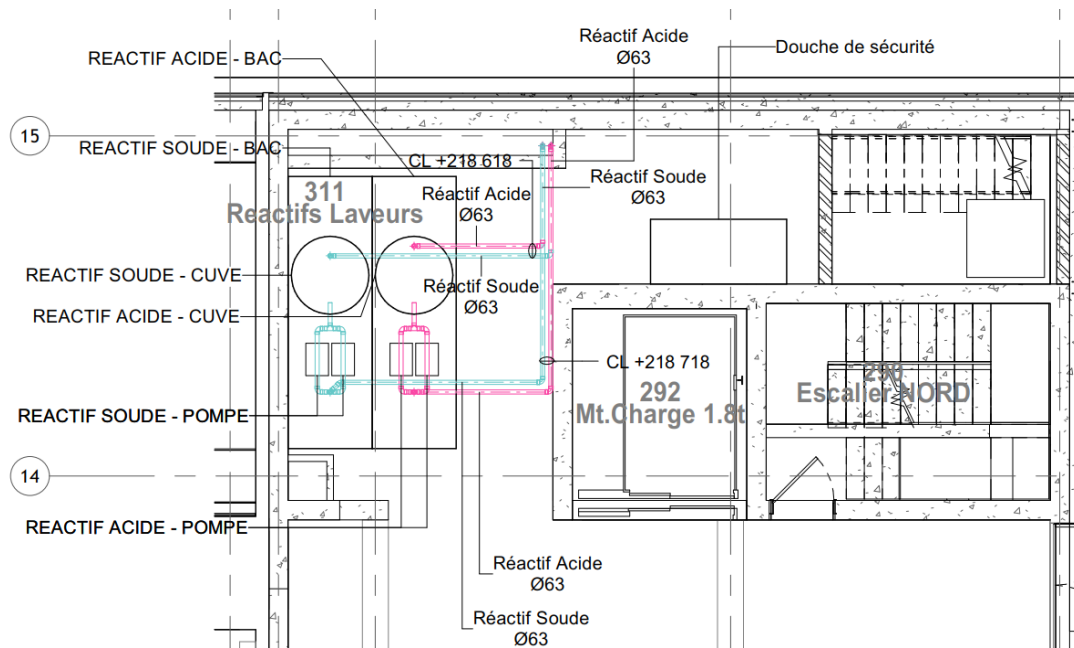 Réactif Acide
Ø63
Douche de sécurité
REACTIF ACIDE - BAC
15
REACTIF SOUDE - BAC
CL +218 618
311
Reactifs Laveurs
Réactif Acide
Ø63
Réactif Soude
Ø63
REACTIF SOUDE - CUVE
Réactif Soude
Ø63
REACTIF ACIDE - CUVE
CL +218 718
292
Mt.Charge 1.8t
Escalier NORD
REACTIF SOUDE - POMPE
14
REACTIF ACIDE - POMPE
Réactif Acide
Ø63
Réactif Soude
Ø63